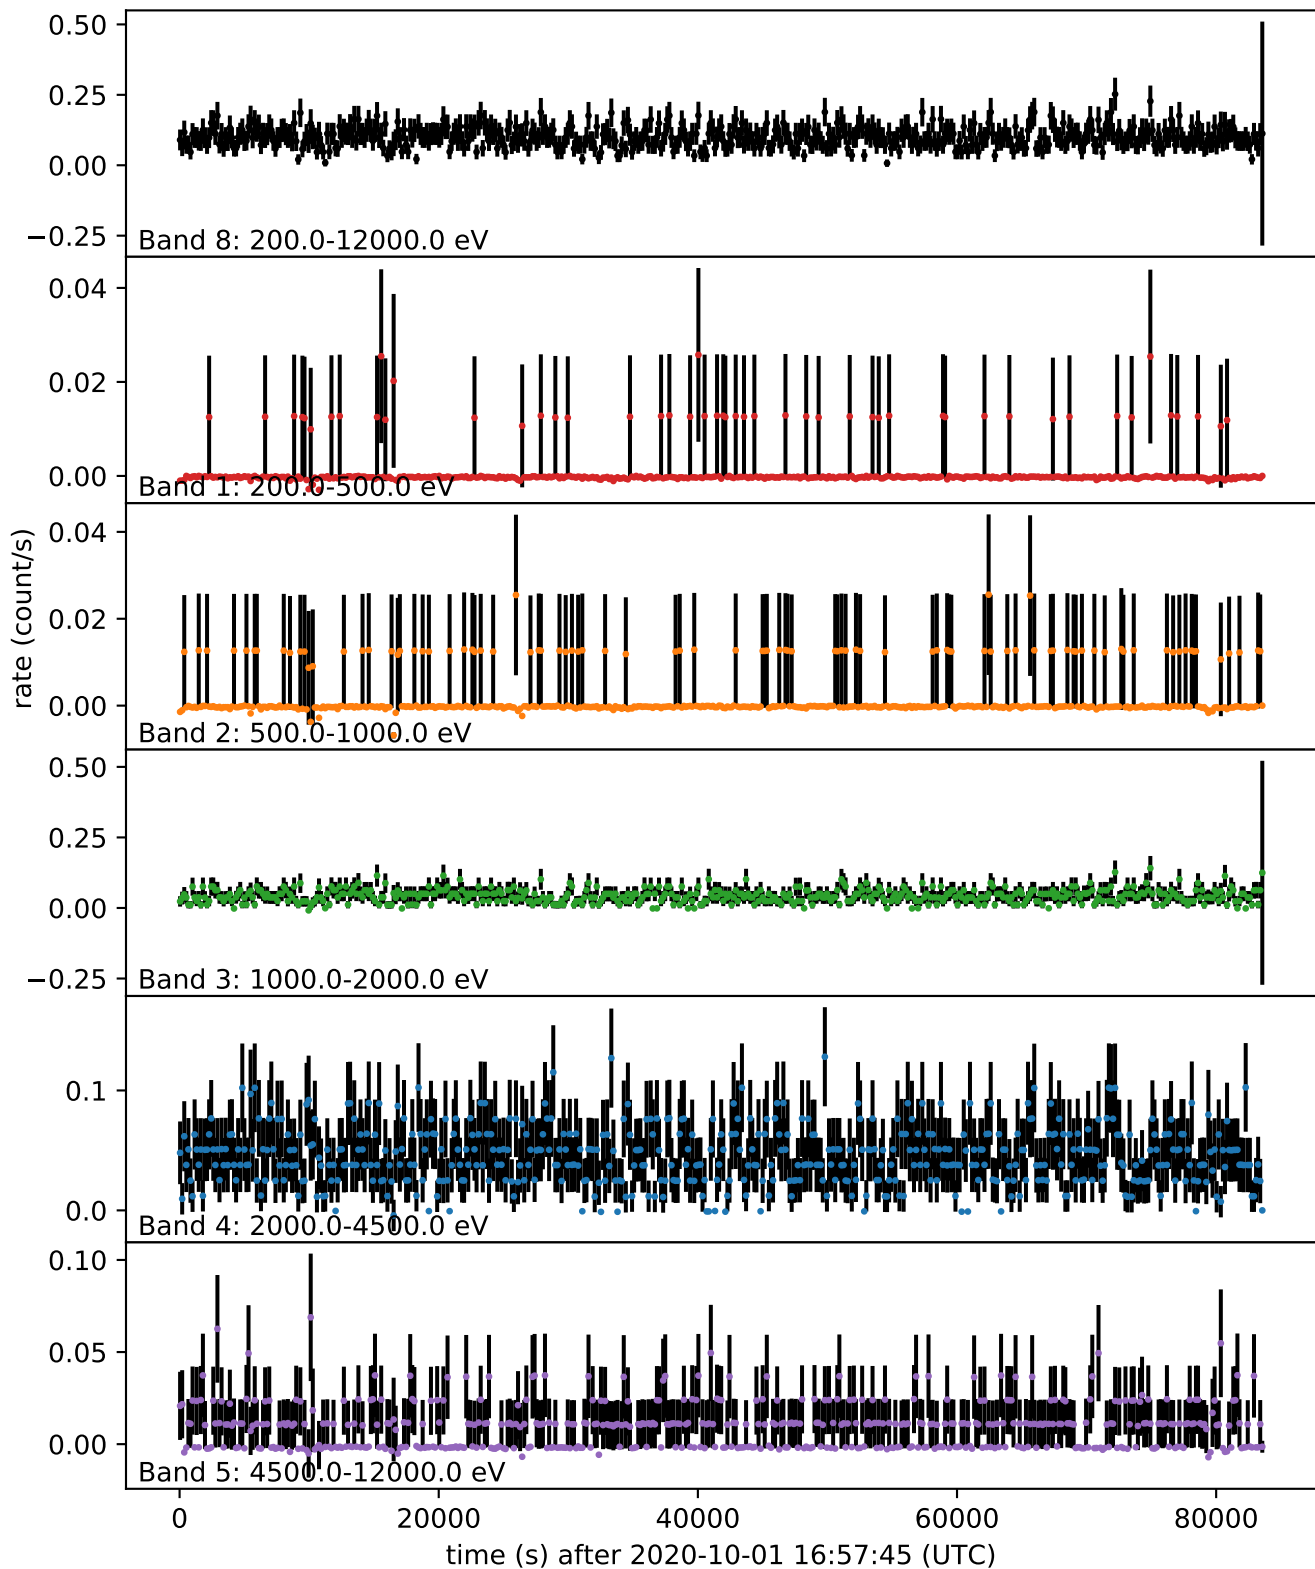 0.50
0.25
0.00
−0.25
Band 8: 200.0-12000.0 eV
0.04
0.02
0.00
Band 1: 200.0-500.0 eV
0.04
0.02
0.00
Band 2: 500.0-1000.0 eV
rate (count/s)
0.50
0.25
0.00
−0.25
Band 3: 1000.0-2000.0 eV
0.1
0.0
Band 4: 2000.0-4500.0 eV
0.10
0.05
0.00
Band 5: 4500.0-12000.0 eV
0 20000 40000 60000 80000
time (s) after 2020-10-01 16:57:45 (UTC)